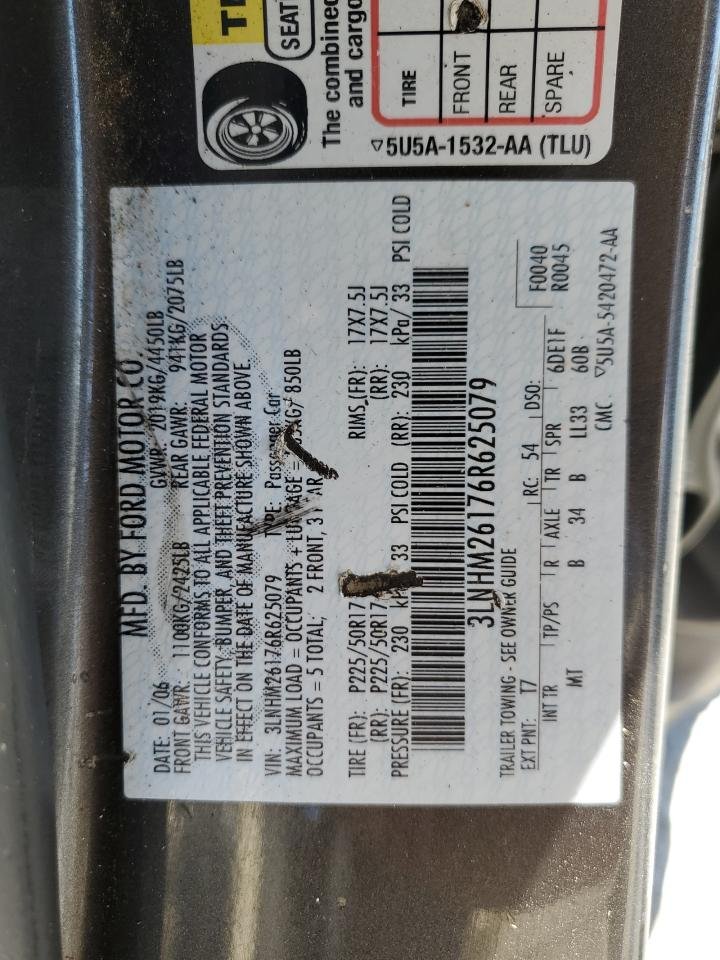 SEAT
The combined
and cargo
TIRE
FRONT
REAR
SPARE
▽5U5A-1532-AA (TLU)
MFD. BY FORD MOTOR CO.
DATE: 01/06 GVWR: 2019KG/4450LB
FRONT GAWR: 1100KG/2425LB REAR GAWR: 941KG/2075LB
THIS VEHICLE CONFORMS TO ALL APPLICABLE FEDERAL MOTOR
VEHICLE SAFETY, BUMPER, AND THEFT PREVENTION STANDARDS
IN EFFECT ON THE DATE OF MANUFACTURE SHOWN ABOVE.
VIN: 3LNHM26176R625079 TYPE: Passenger Car
MAXIMUM LOAD = OCCUPANTS + LUGGAGE = KG/ 850LB
OCCUPANTS = 5 TOTAL; 2 FRONT, 3
TIRE (FR): P225/50R17 RIMS (FR): 17X7.5J
(RR): P225/50R17 (RR): 17X7.5J
PRESSURE (FR): 230 33 PSI COLD (RR): 230 kPa/ 33 PSI COLD
3LNHM26176R625079
TRAILER TOWING - SEE OWNER GUIDE
EXT PNT: T7 RC: 54 DSO: F0040
INT TR TP/PS R AXLE TR SPR 6DE1F R0045
MT B 34 B LL33 60B
CMC ▽5U5A-5420472-AA